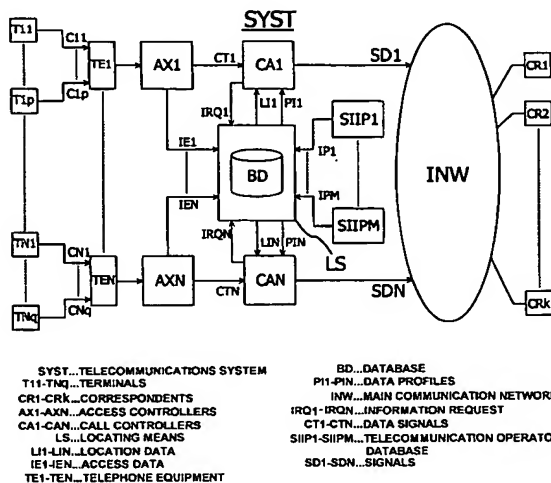 SYST
T11
C11
T1p
C1p
TE1
AX1
CT1
CA1
SD1
CR1
CR2
IRQ1
LI1
PI1
SIIP1
IE1
IP1
BD
INW
IEN
IPM
SIIPM
IRQN
LIN
PIN
LS
TN1
CN1
TNq
CNq
TEN
AXN
CTN
CAN
SDN
CRk
SYST...TELECOMMUNICATIONS SYSTEM
T11-TNQ...TERMINALS
CR1-CRK...CORRESPONDENTS
AX1-AXN...ACCESS CONTROLLERS
CA1-CAN...CALL CONTROLLERS
LS...LOCATING MEANS
LI1-LIN...LOCATION DATA
IE1-IEN...ACCESS DATA
TE1-TEN...TELEPHONE EQUIPMENT
BD...DATABASE
PI1-PIN...DATA PROFILES
INW...MAIN COMMUNICATION NETWORK
IRQ1-IRQN...INFORMATION REQUEST
CT1-CTN...DATA SIGNALS
SIIP1-SIIPM...TELECOMMUNICATION OPERATOR
DATABASE
SD1-SDN...SIGNALS